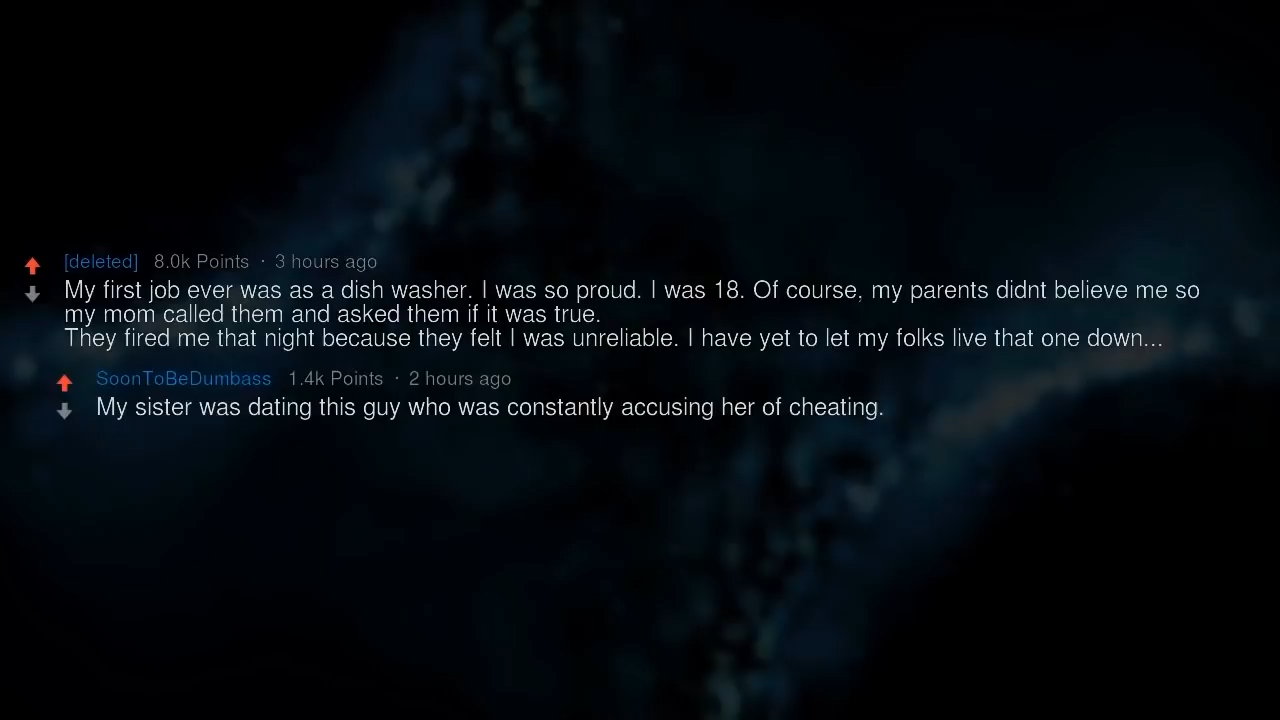 [deleted] 8.0k Points · 3 hours ago
My first job ever was as a dish washer. I was so proud. I was 18. Of course, my parents didnt believe me so
my mom called them and asked them if it was true.
They fired me that night because they felt I was unreliable. I have yet to let my folks live that one down...
SoonToBeDumbass 1.4k Points · 2 hours ago
My sister was dating this guy who was constantly accusing her of cheating.